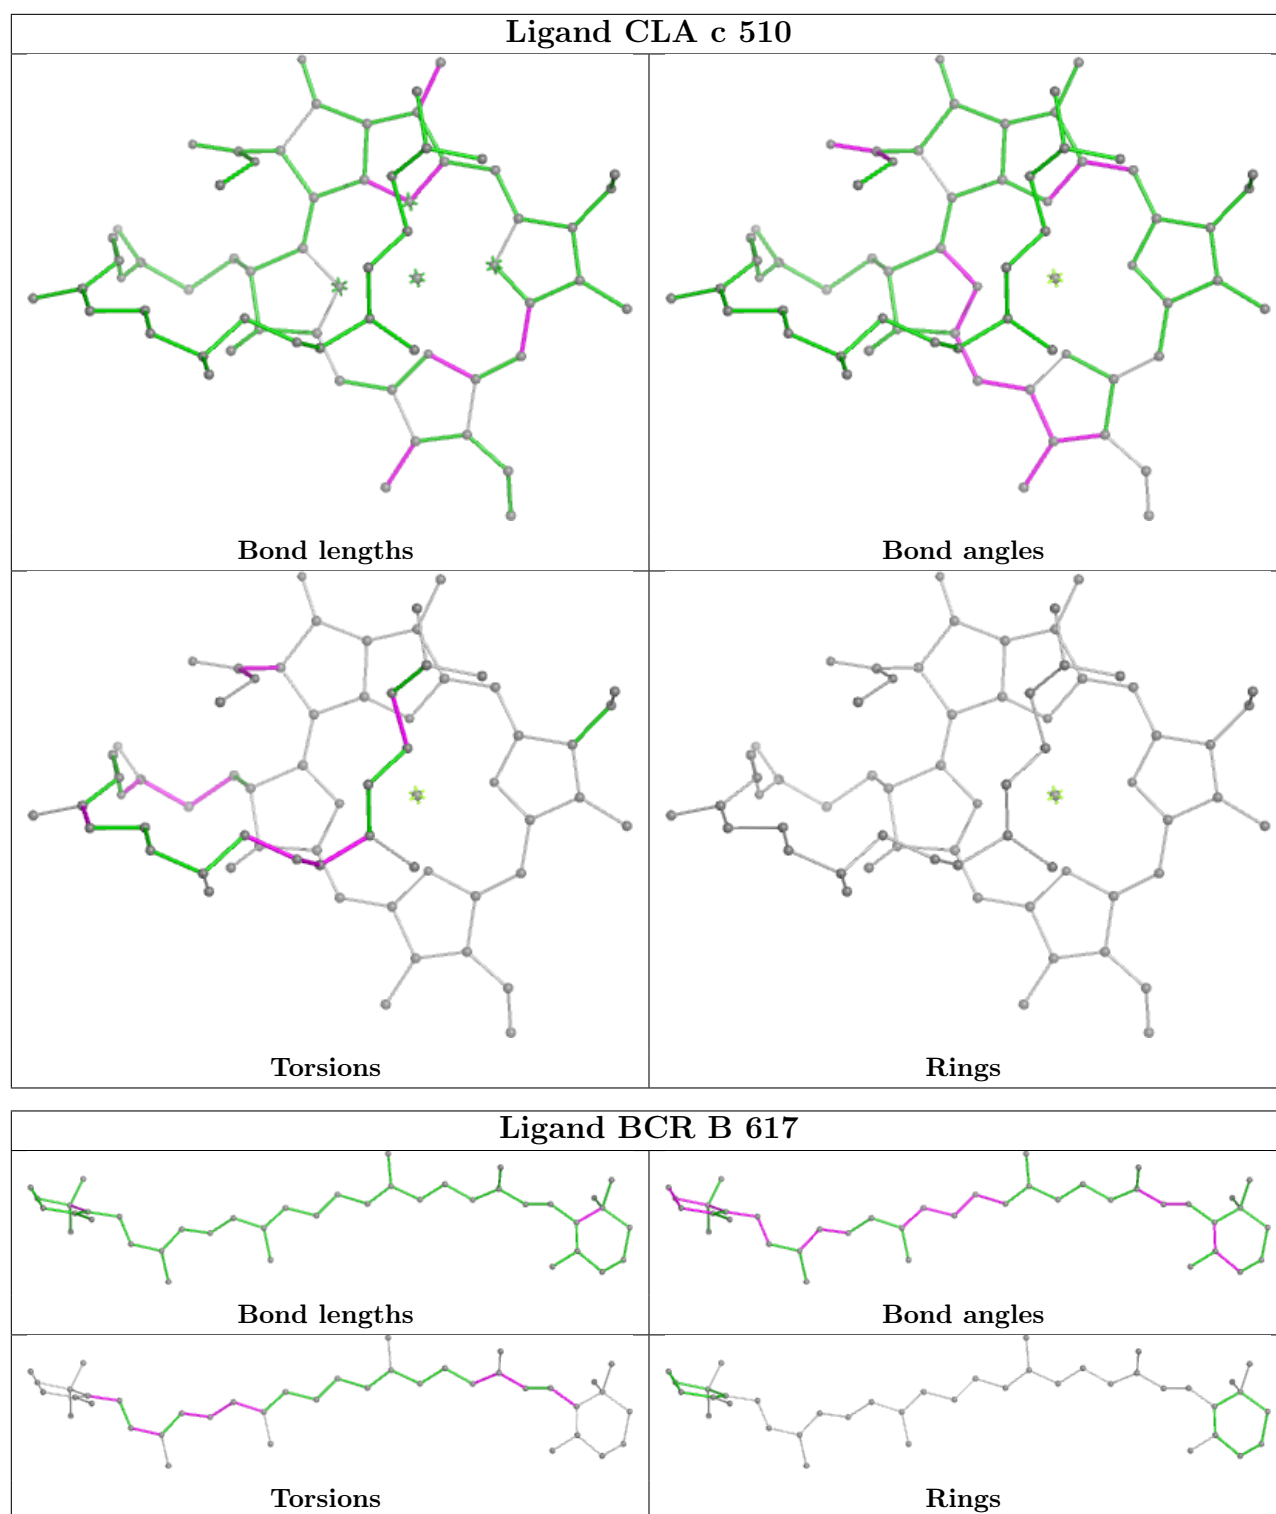 Ligand CLA c 510
Bond lengths
Bond angles
Torsions
Rings
Ligand BCR B 617
Bond lengths
Bond angles
Torsions
Rings